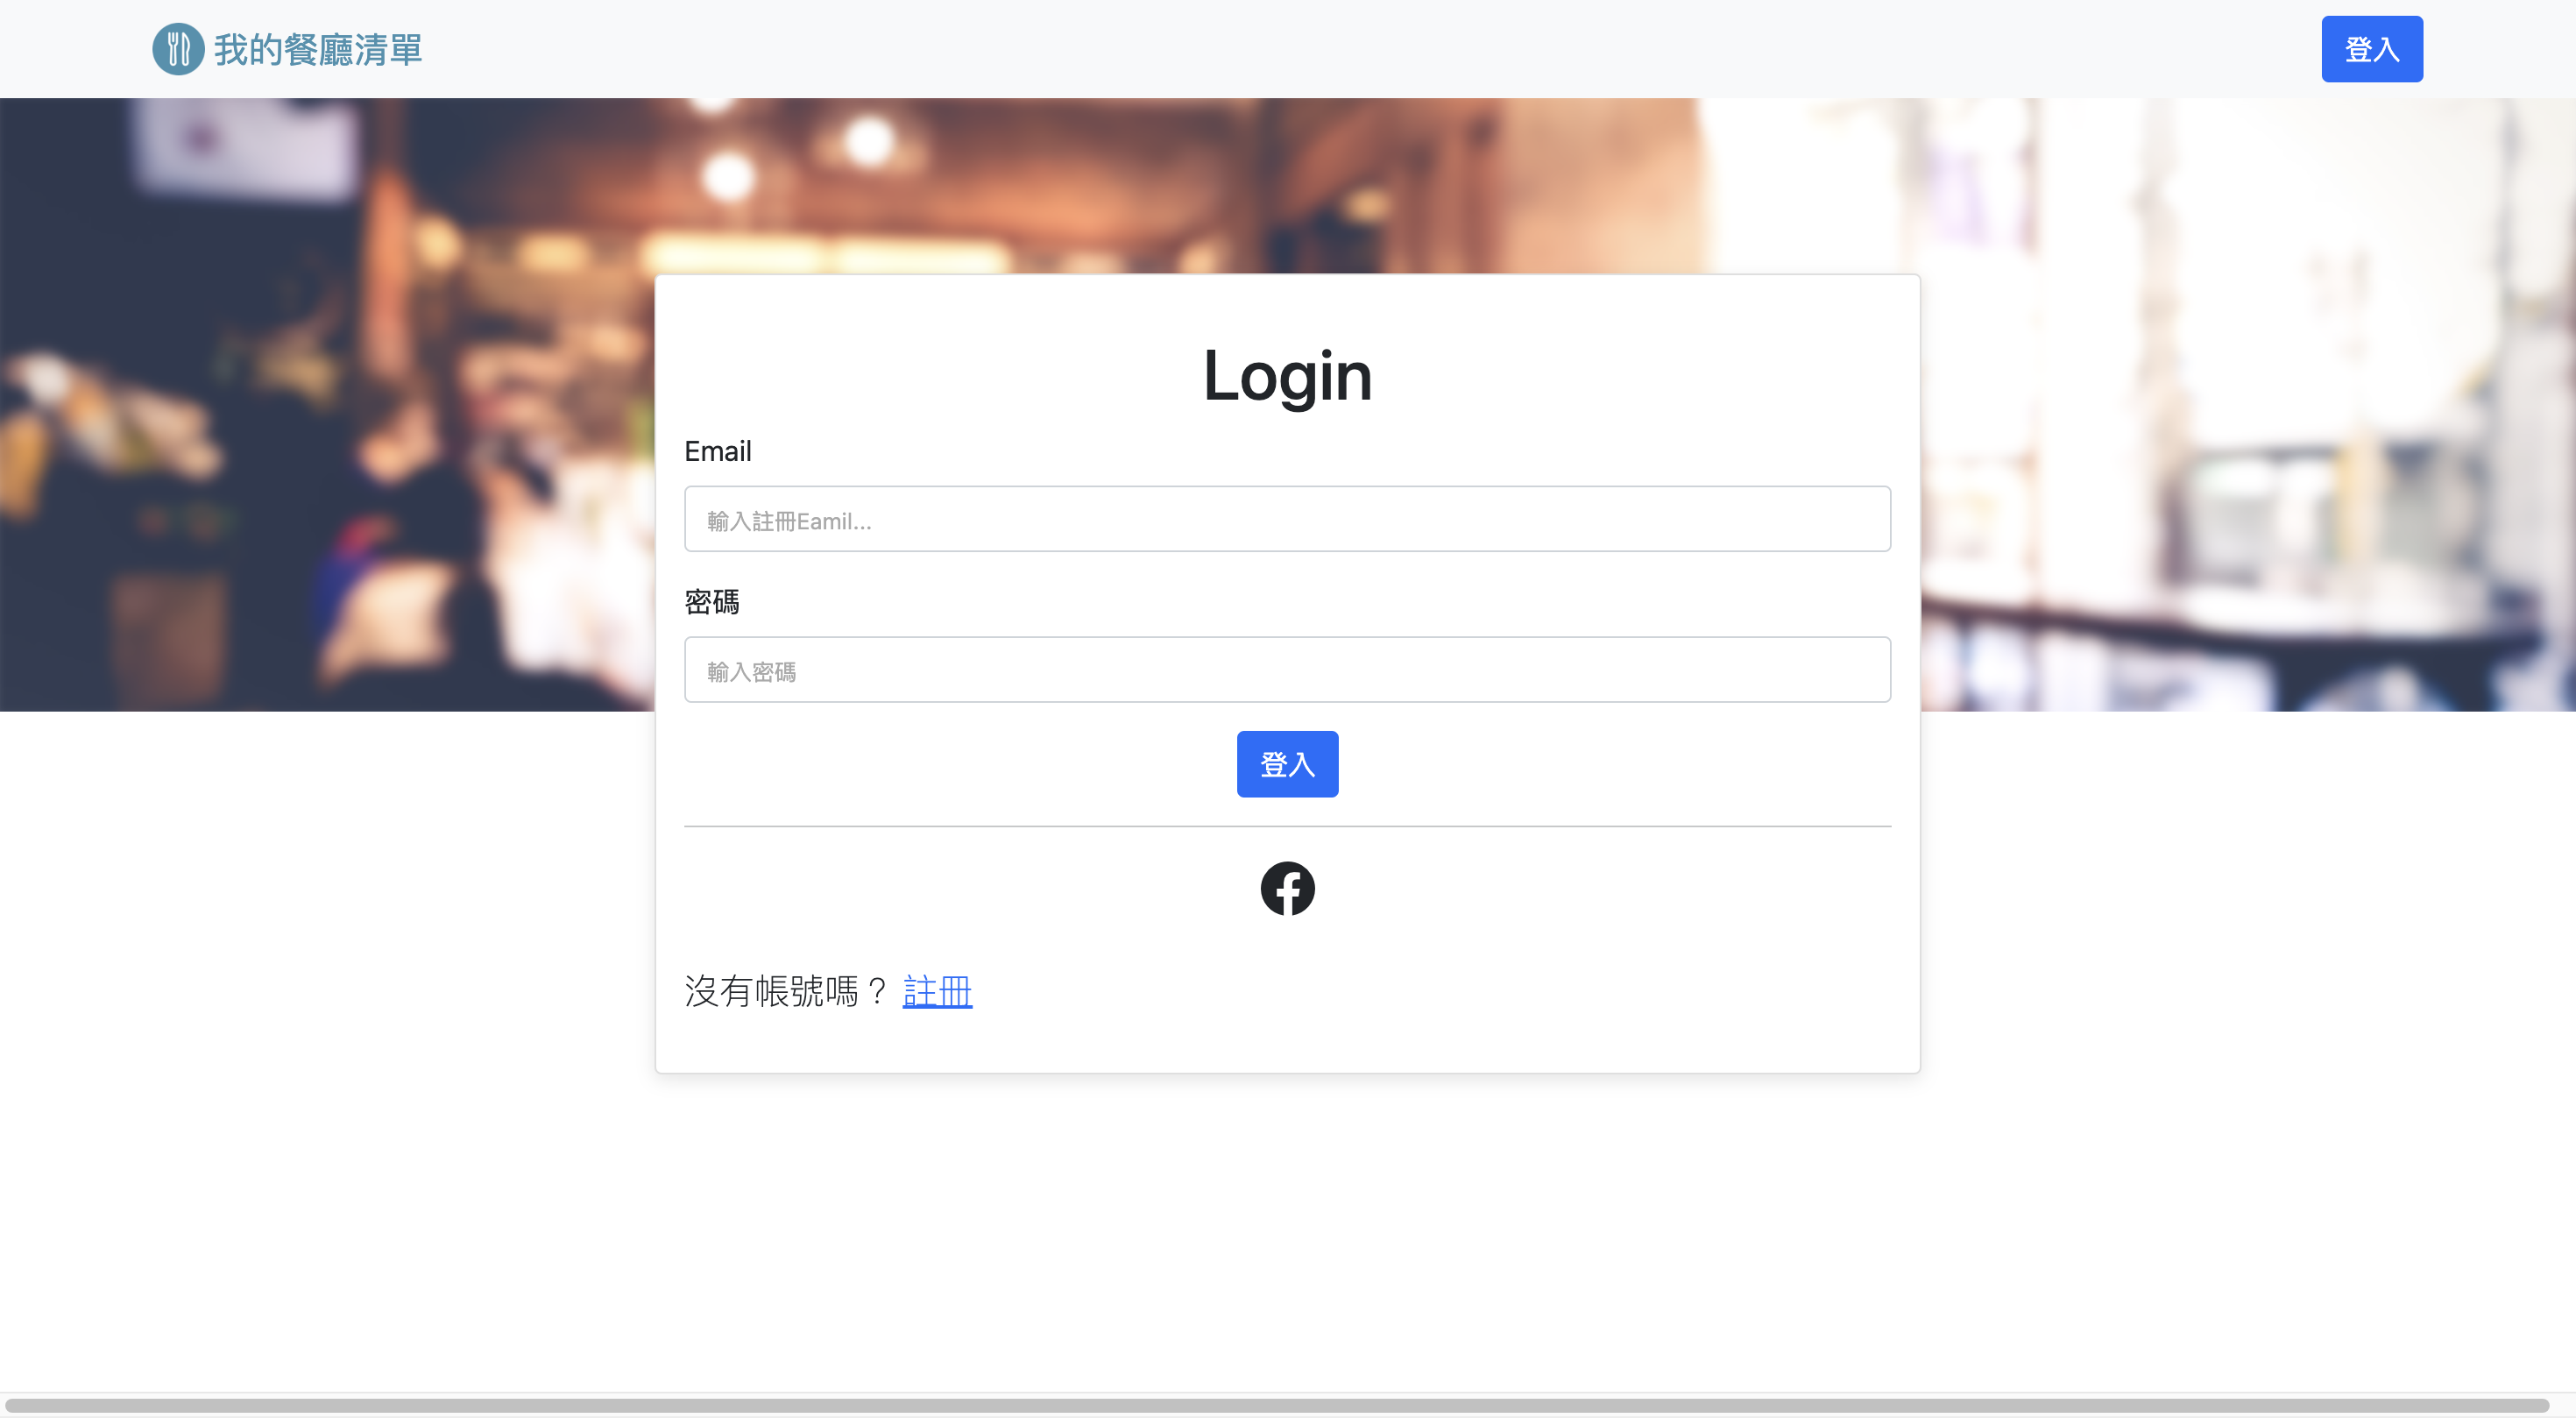 我的餐廳清單
登入
Login
Email
輸入註冊Eamil...
密碼
輸入密碼
登入
沒有帳號嗎？ 註冊